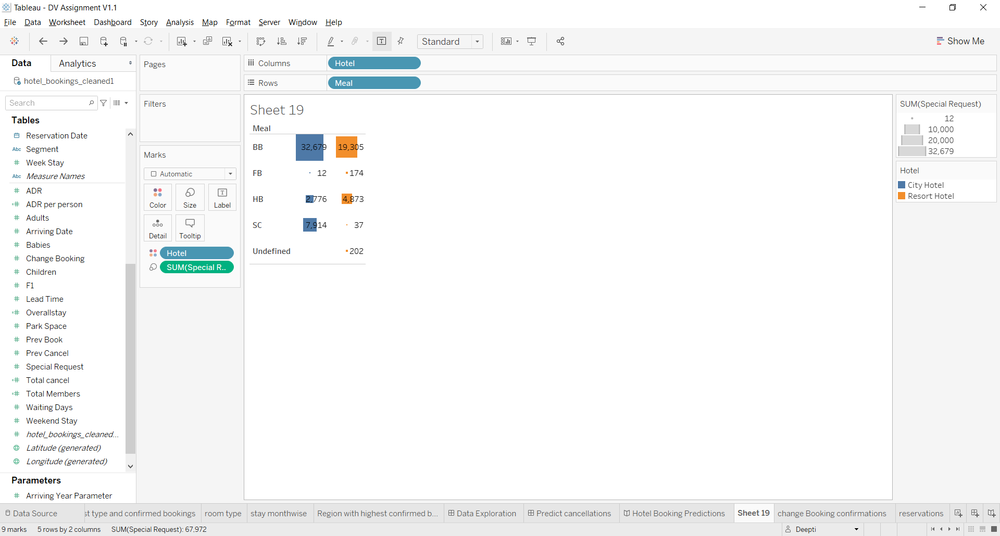 Tableau - DV Assignment V1.1
File Data Worksheet Dashboard Story Analysis Map Format Server Window Help
Standard
Show Me
Data
Analytics
hotel_bookings_cleaned1
Search
Tables
Reservation Date
Abc Segment
Week Stay
Abc Measure Names
ADR
ADR per person
Adults
Arriving Date
Babies
Change Booking
Children
F1
Lead Time
Overallstay
Park Space
Prev Book
Prev Cancel
Special Request
Total cancel
Total Members
Waiting Days
Weekend Stay
hotel_bookings_cleaned...
Latitude (generated)
Longitude (generated)
Parameters
Arriving Year Parameter
Pages
Filters
Marks
Automatic
Color Size Label
Detail Tooltip
Hotel
SUM(Special R..
Columns Hotel
Rows Meal
Sheet 19
Meal
BB 32,679 19,305
FB 12 174
HB 2,776 4,873
SC 7,914 37
Undefined 202
SUM(Special Request)
12
10,000
20,000
32,679
Hotel
City Hotel
Resort Hotel
Data Source st type and confirmed bookings room type stay monthwise Region with highest confirmed b... Data Exploration Predict cancellations Hotel Booking Predictions Sheet 19 change Booking confirmations reservations
9 marks 5 rows by 2 columns SUM(Special Request): 67,972 Deepti